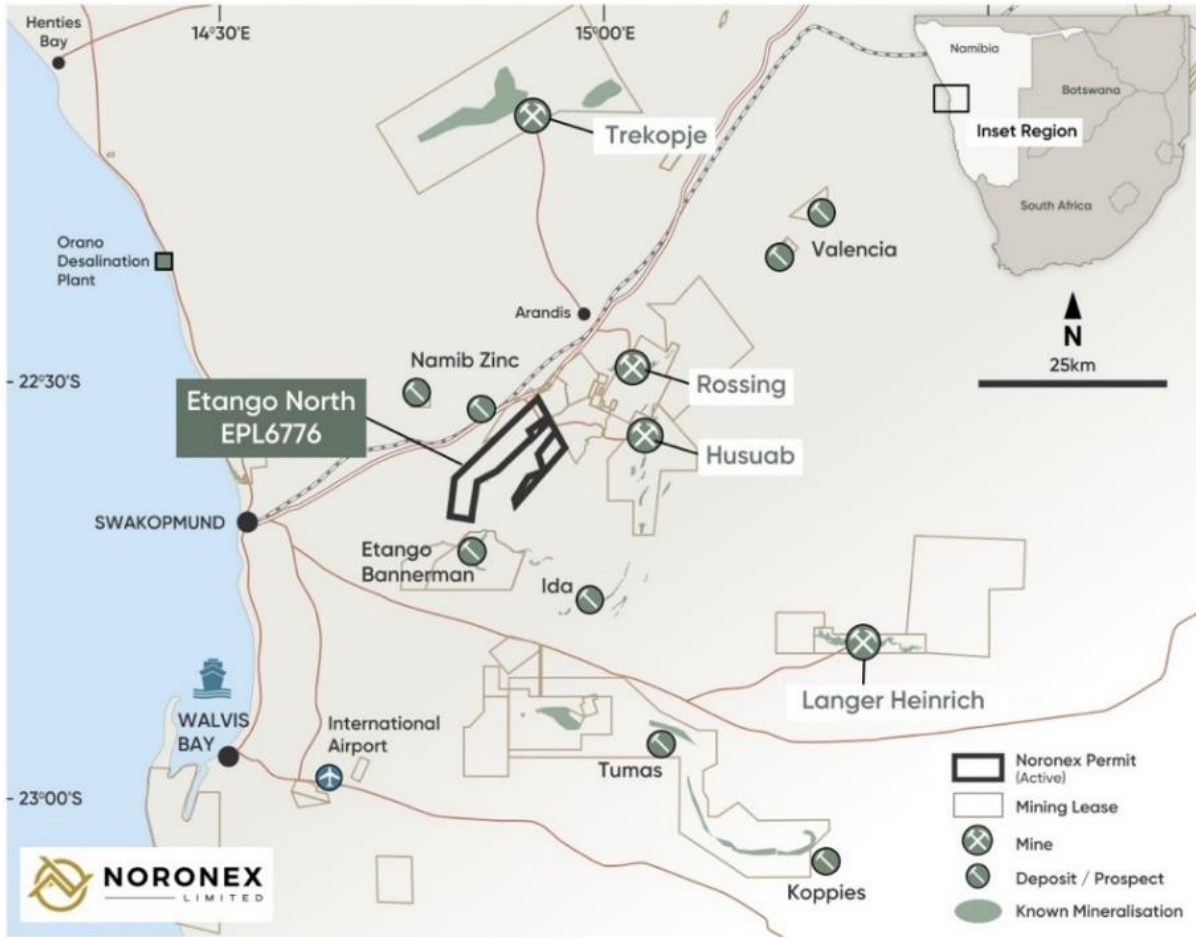 Henties
Bay
14°30'E
15°00'E
Namibia
Botswana
Inset Region
South Africa
Trekopje
Valencia
Orano
Desalination
Plant
Arandis
N
25km
Namib Zinc
22°30'S
Rossing
Etango North
EPL6776
Husuab
SWAKOPMUND
Etango
Bannerman
Ida
Langer Heinrich
WALVIS
BAY
International
Airport
Tumas
23°00'S
Koppies
Noronex Permit
(Active)
Mining Lease
Mine
Deposit / Prospect
Known Mineralisation
NORONEX
LIMITED